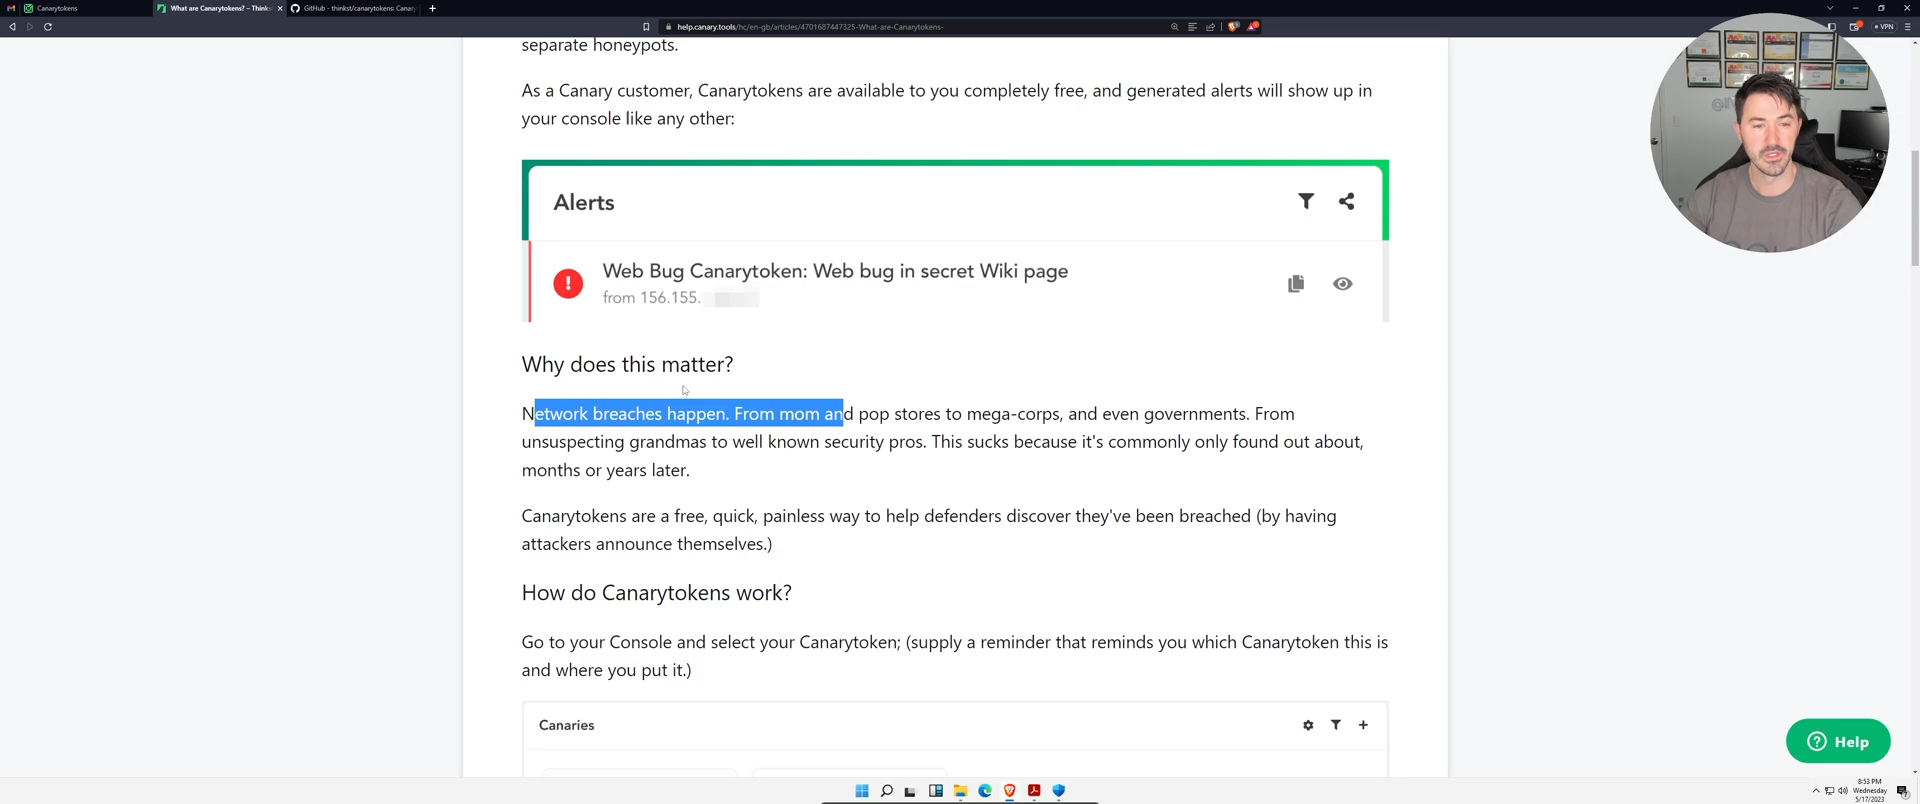 Canarytokens
What are Canarytokens? – Thinkst
GitHub - thinkst/canarytokens: Canary
help.canary.tools/hc/en-gb/articles/4701687447325-What-are-Canarytokens-
VPN
separate honeypots.
As a Canary customer, Canarytokens are available to you completely free, and generated alerts will show up in
your console like any other:
Alerts
Web Bug Canarytoken: Web bug in secret Wiki page
from 156.155.
Why does this matter?
Network breaches happen. From mom and pop stores to mega-corps, and even governments. From
unsuspecting grandmas to well known security pros. This sucks because it's commonly only found out about,
months or years later.
Canarytokens are a free, quick, painless way to help defenders discover they've been breached (by having
attackers announce themselves.)
How do Canarytokens work?
Go to your Console and select your Canarytoken; (supply a reminder that reminds you which Canarytoken this is
and where you put it.)
Canaries
Help
8:53 PM
Wednesday
5/17/2023